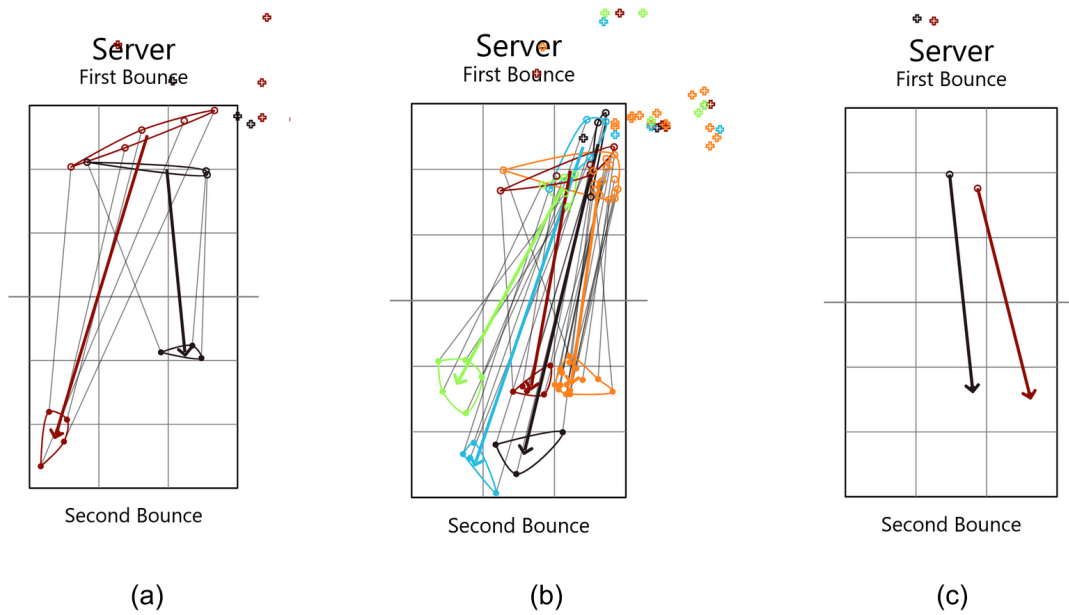 Server
First Bounce
Second Bounce
(a)
Server
First Bounce
Second Bounce
(b)
Server
First Bounce
Second Bounce
(c)